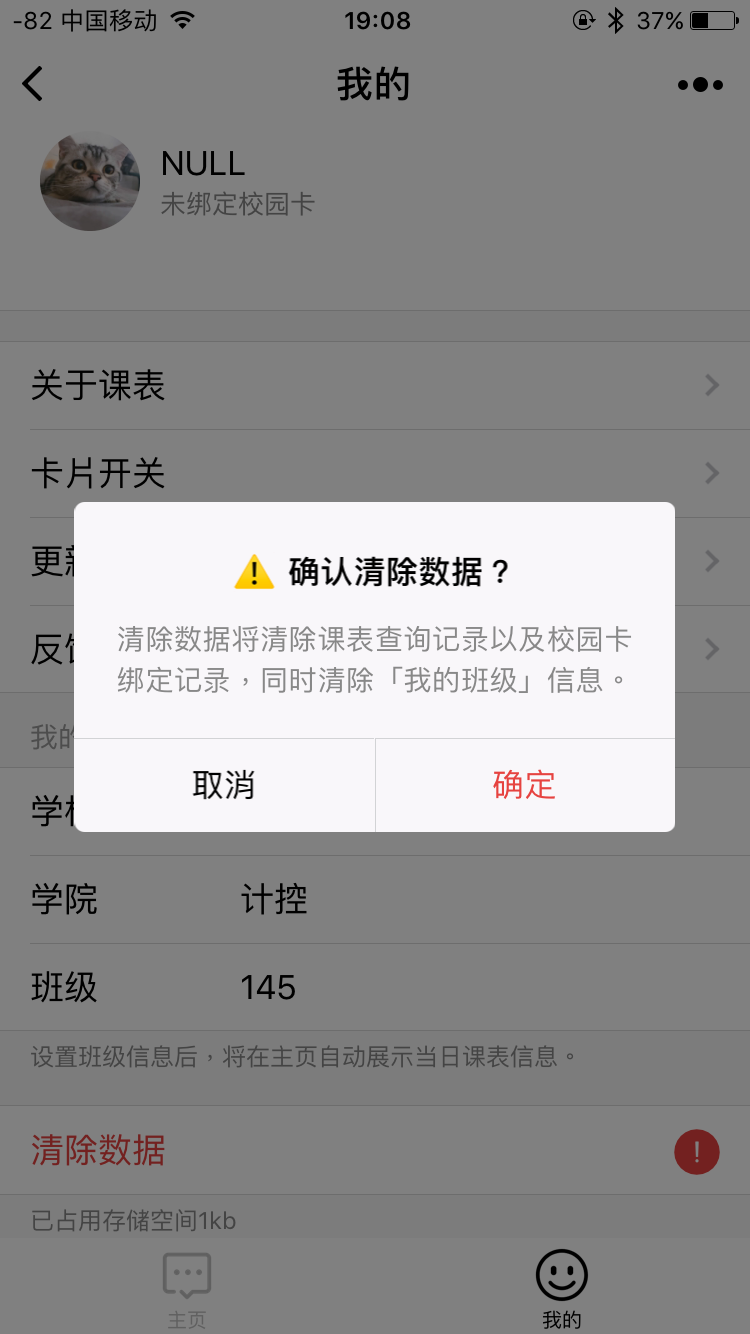 -82 中国移动 19:08 37%
我的
NULL
未绑定校园卡
关于课表
卡片开关
更新
反馈
⚠️ 确认清除数据？
清除数据将清除课表查询记录以及校园卡
绑定记录，同时清除「我的班级」信息。
取消 确定
我的
学校
学院 计控
班级 145
设置班级信息后，将在主页自动展示当日课表信息。
清除数据 !
已占用存储空间1kb
主页 我的